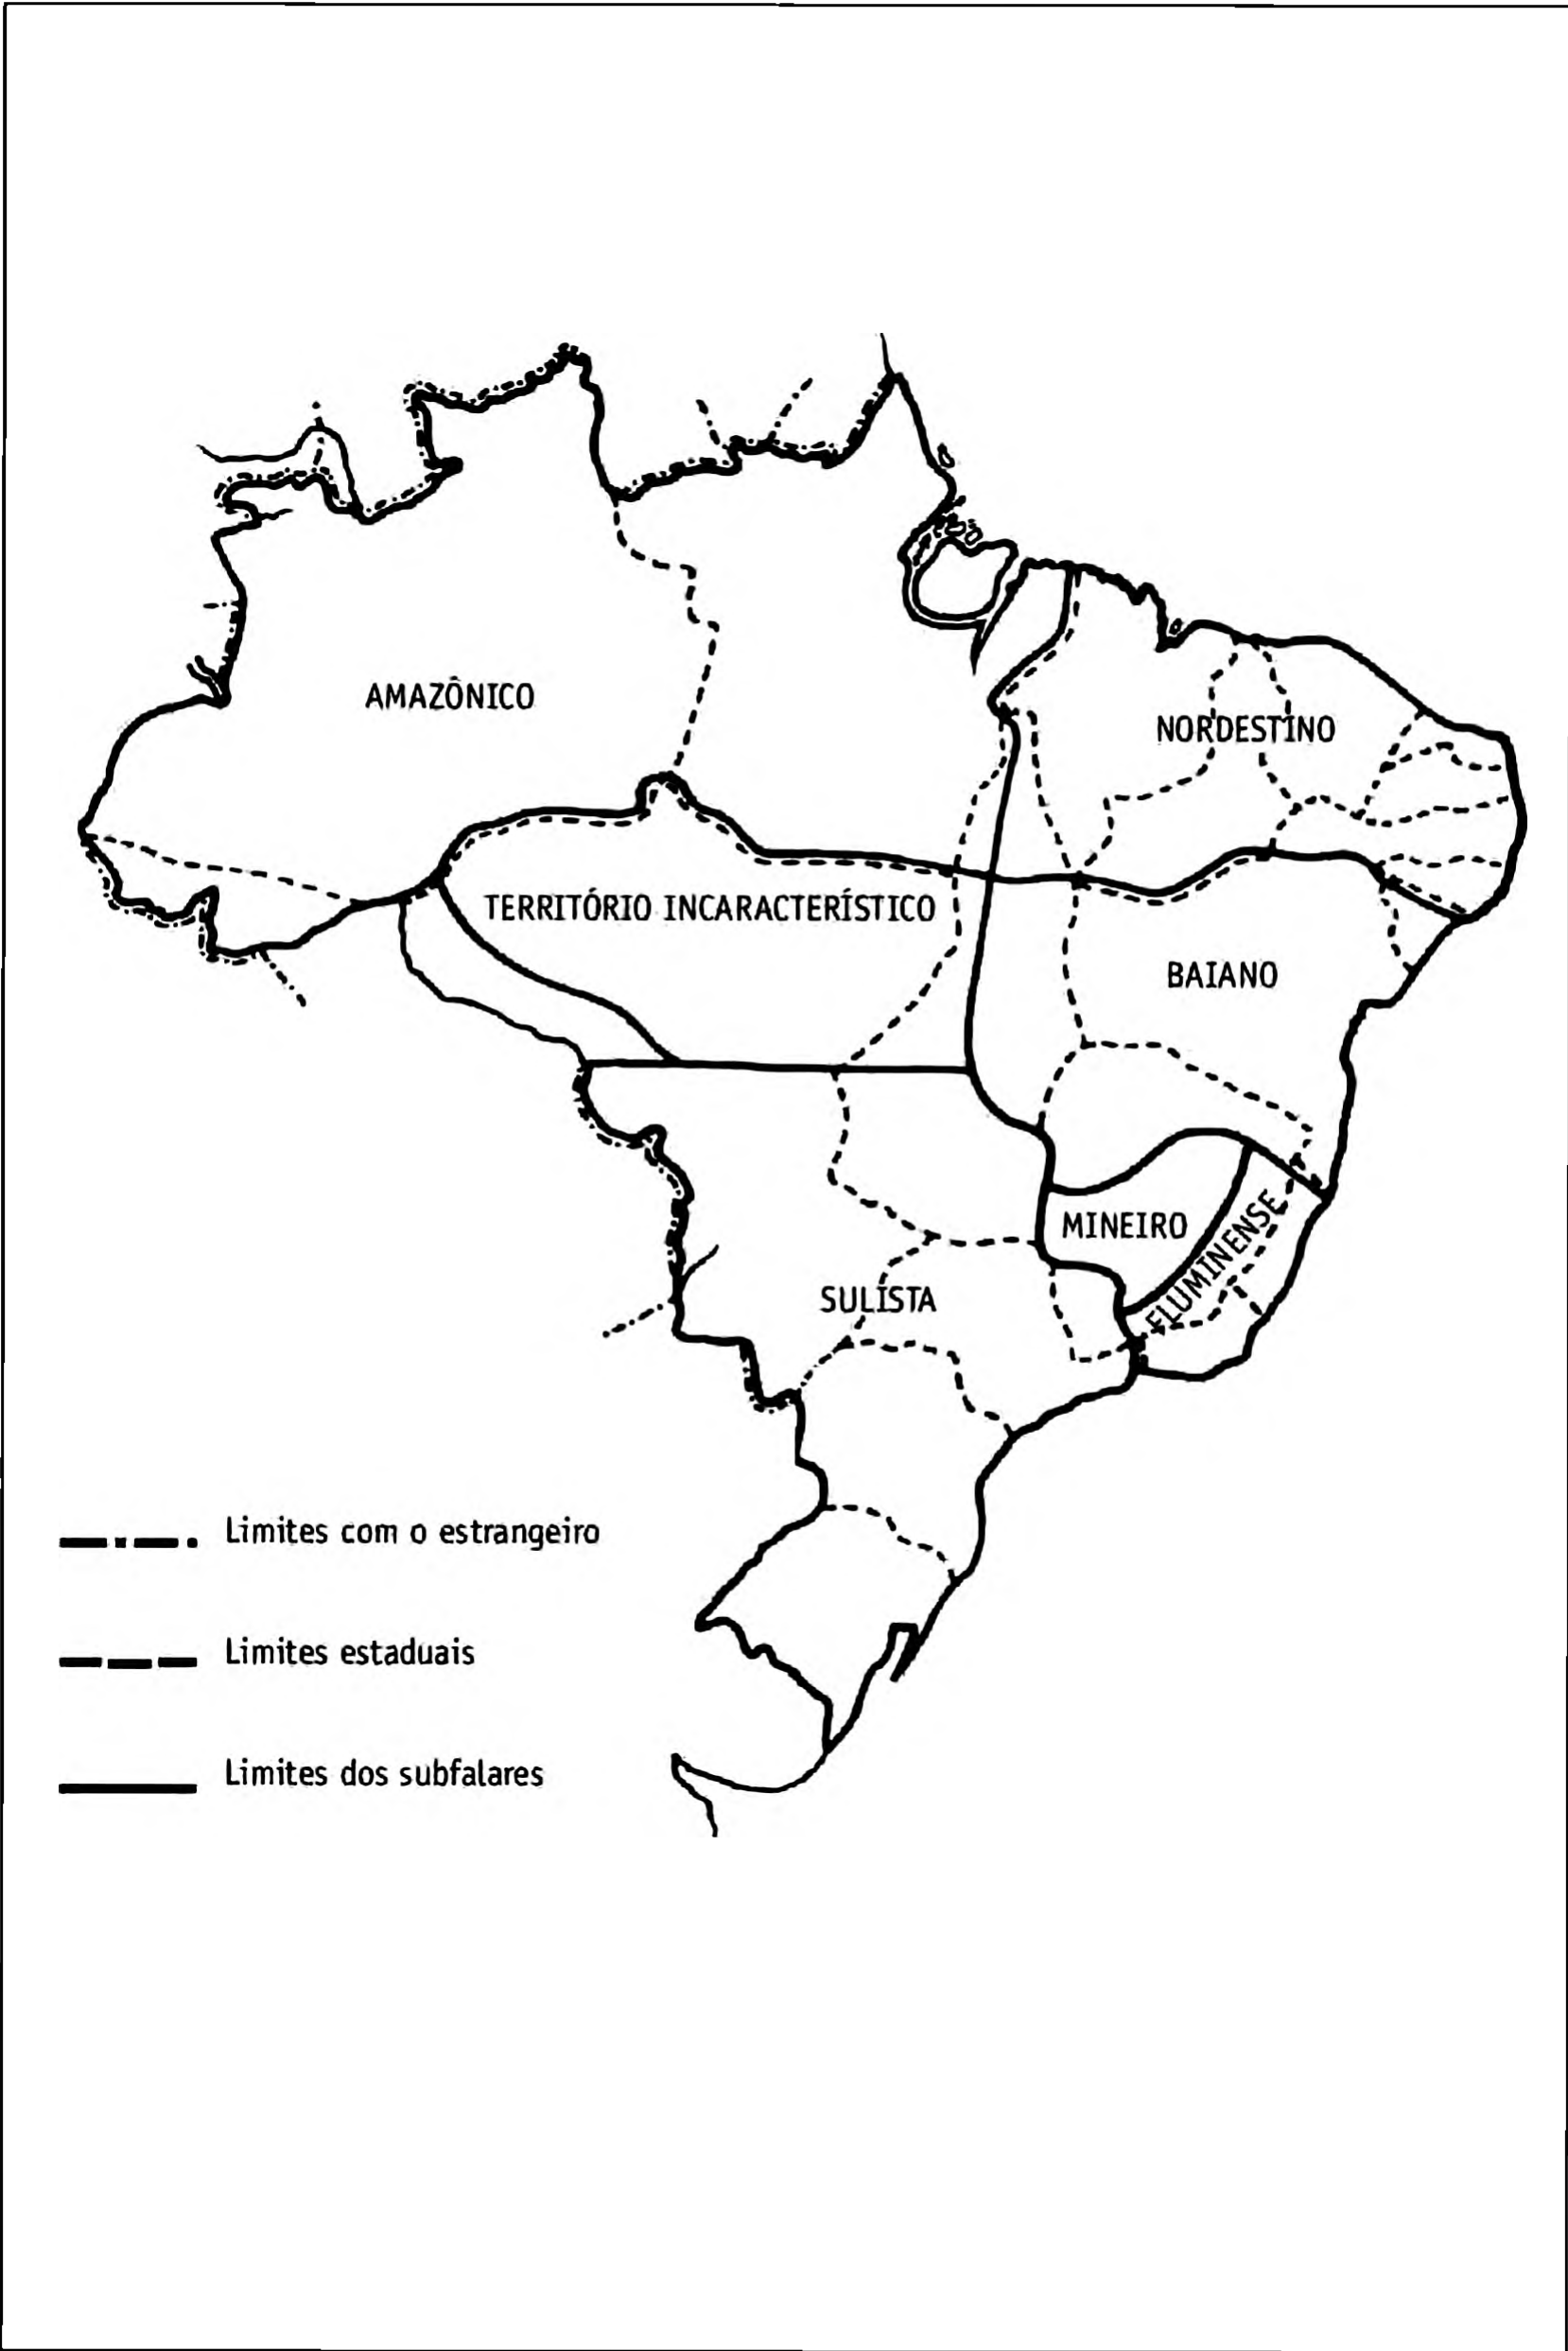 AMAZÔNICO
NORDESTINO
TERRITÓRIO INCARACTERÍSTICO
BAIANO
MINEIRO
FLUMINENSE
SULISTA
Limites com o estrangeiro
Limites estaduais
Limites dos subfalares